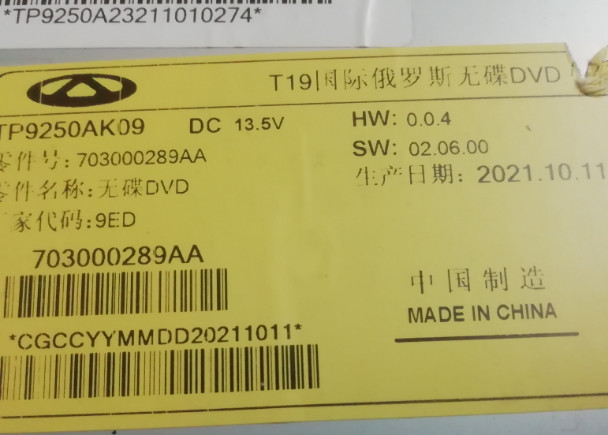 *TP9250A23211010274*
T19国际俄罗斯无碟DVD
TP9250AK09 DC 13.5V
HW: 0.0.4
零件号:703000289AA
SW: 02.06.00
零件名称:无碟DVD
生产日期: 2021.10.11
家代码:9ED
703000289AA
中国制造
MADE IN CHINA
*CGCCYYMMDD20211011*